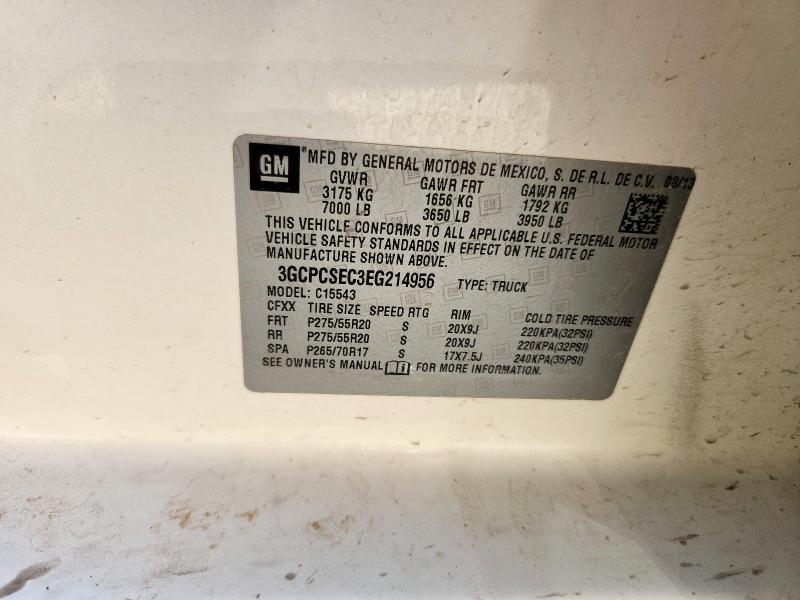 GM ® MFD BY GENERAL MOTORS DE MEXICO, S. DE R.L. DE C.V. 08/13
GVWR GAWR FRT GAWR RR
3175 KG 1656 KG 1792 KG
7000 LB 3650 LB 3950 LB
THIS VEHICLE CONFORMS TO ALL APPLICABLE U.S. FEDERAL MOTOR
VEHICLE SAFETY STANDARDS IN EFFECT ON THE DATE OF
MANUFACTURE SHOWN ABOVE.
3GCPCSEC3EG214956 TYPE: TRUCK
MODEL: C15543
CFXX TIRE SIZE SPEED RTG RIM COLD TIRE PRESSURE
FRT P275/55R20 S 20X9J 220KPA(32PSI)
RR P275/55R20 S 20X9J 220KPA(32PSI)
SPA P265/70R17 S 17X7.5J 240KPA(35PSI)
SEE OWNER'S MANUAL FOR MORE INFORMATION.